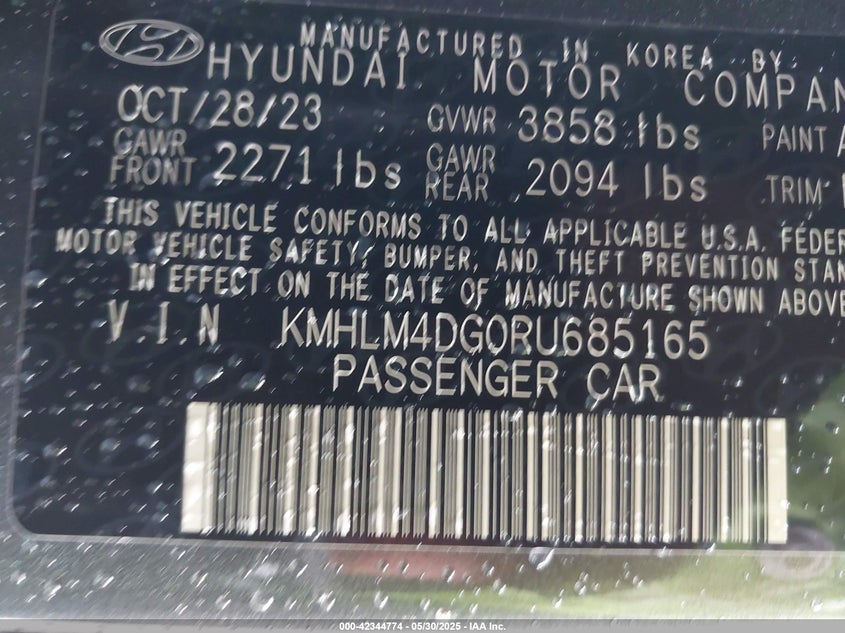 MANUFACTURED IN KOREA BY:
HYUNDAI MOTOR COMPAN
OCT/28/23 GVWR 3858 lbs PAINT A
GAWR FRONT 2271 lbs GAWR REAR 2094 lbs TRIM
THIS VEHICLE CONFORMS TO ALL APPLICABLE U.S.A. FEDER
MOTOR VEHICLE SAFETY, BUMPER, AND THEFT PREVENTION STAN
IN EFFECT ON THE DATE OF MANUFACTURE SHOWN ABOVE
V.I.N KMHLM4DG0RU685165
PASSENGER CAR
000-42344774 - 05/30/2025 - IAA Inc.